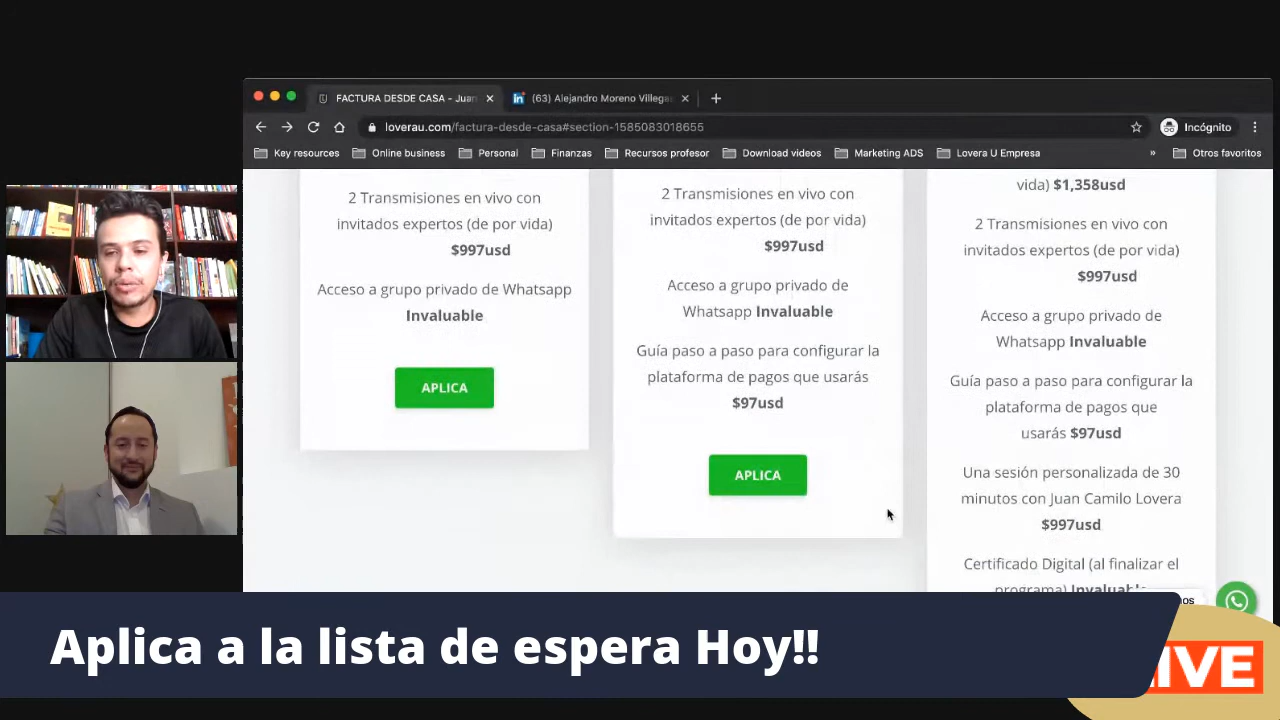 FACTURA DESDE CASA - Juan
(63) Alejandro Moreno Villegas
loverau.com/factura-desde-casa#section-1585083018655
Incógnito
Key resources
Online business
Personal
Finanzas
Recursos profesor
Download videos
Marketing ADS
Lovera U Empresa
»
Otros favoritos
2 Transmisiones en vivo con
invitados expertos (de por vida)
$997usd
Acceso a grupo privado de Whatsapp
Invaluable
APLICA
2 Transmisiones en vivo con
invitados expertos (de por vida)
$997usd
Acceso a grupo privado de
Whatsapp Invaluable
Guía paso a paso para configurar la
plataforma de pagos que usarás
$97usd
APLICA
vida) $1,358usd
2 Transmisiones en vivo con
invitados expertos (de por vida)
$997usd
Acceso a grupo privado de
Whatsapp Invaluable
Guía paso a paso para configurar la
plataforma de pagos que
usarás $97usd
Una sesión personalizada de 30
minutos con Juan Camilo Lovera
$997usd
Certificado Digital (al finalizar el
programa) Invaluable
Aplica a la lista de espera Hoy!!
LIVE